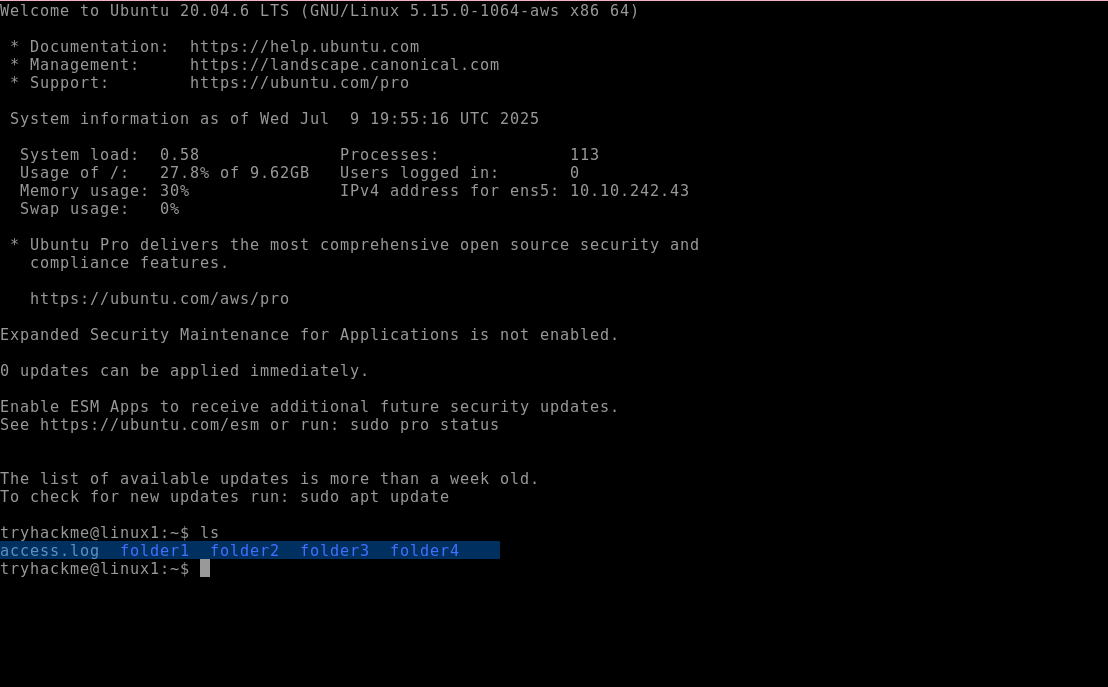 Welcome to Ubuntu 20.04.6 LTS (GNU/Linux 5.15.0-1064-aws x86 64)
* Documentation:  https://help.ubuntu.com
* Management:     https://landscape.canonical.com
* Support:        https://ubuntu.com/pro
System information as of Wed Jul  9 19:55:16 UTC 2025
System load:  0.58              Processes:             113
Usage of /:   27.8% of 9.62GB   Users logged in:       0
Memory usage: 30%               IPv4 address for ens5: 10.10.242.43
Swap usage:   0%
* Ubuntu Pro delivers the most comprehensive open source security and
compliance features.
https://ubuntu.com/aws/pro
Expanded Security Maintenance for Applications is not enabled.
0 updates can be applied immediately.
Enable ESM Apps to receive additional future security updates.
See https://ubuntu.com/esm or run: sudo pro status
The list of available updates is more than a week old.
To check for new updates run: sudo apt update
tryhackme@linux1:~$ ls
access.log  folder1  folder2  folder3  folder4
tryhackme@linux1:~$